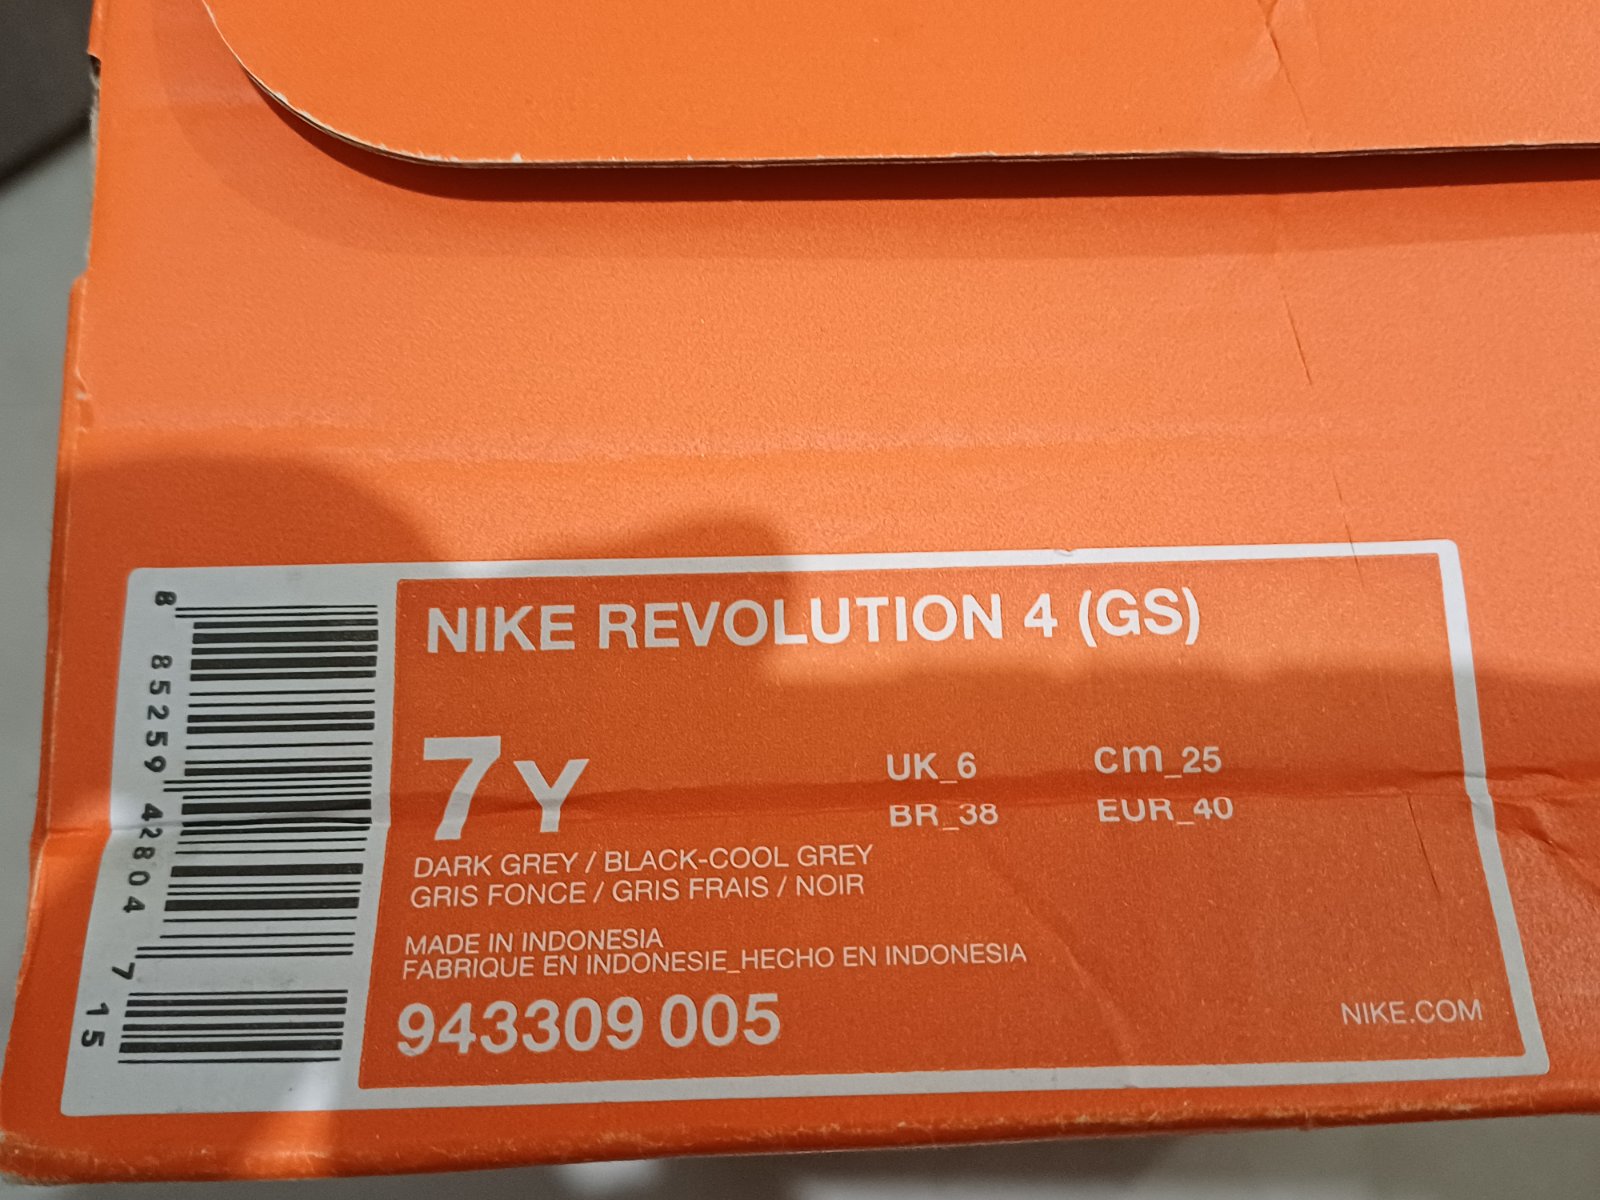 NIKE REVOLUTION 4 (GS)
7Y
UK_6 cm_25
BR_38 EUR_40
DARK GREY / BLACK-COOL GREY
GRIS FONCE / GRIS FRAIS / NOIR
MADE IN INDONESIA
FABRIQUE EN INDONESIE_HECHO EN INDONESIA
943309 005
NIKE.COM
8 85259 42804 7 15